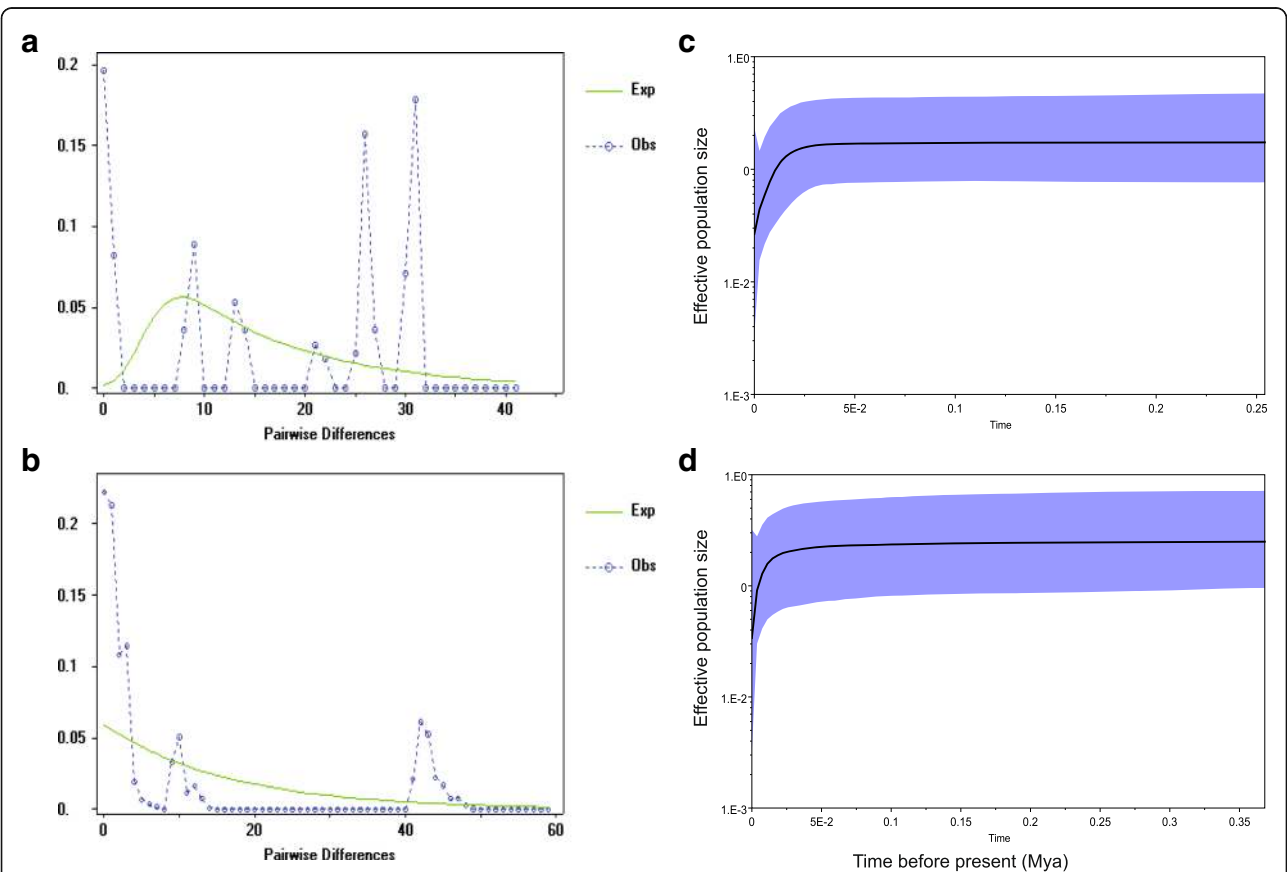 a
0.2
0.15
0.1
0.05
0.
0 10 20 30 40
Pairwise Differences
Exp
Obs
b
0.2
0.15
0.1
0.05
0.
0 20 40 60
Pairwise Differences
Exp
Obs
c
Effective population size
1.E0
0
1.E-2
1.E-3
0 5E-2 0.1 0.15 0.2 0.25
Time
d
Effective population size
1.E0
0
1.E-2
1.E-3
0 5E-2 0.1 0.15 0.2 0.25 0.3 0.35
Time
Time before present (Mya)